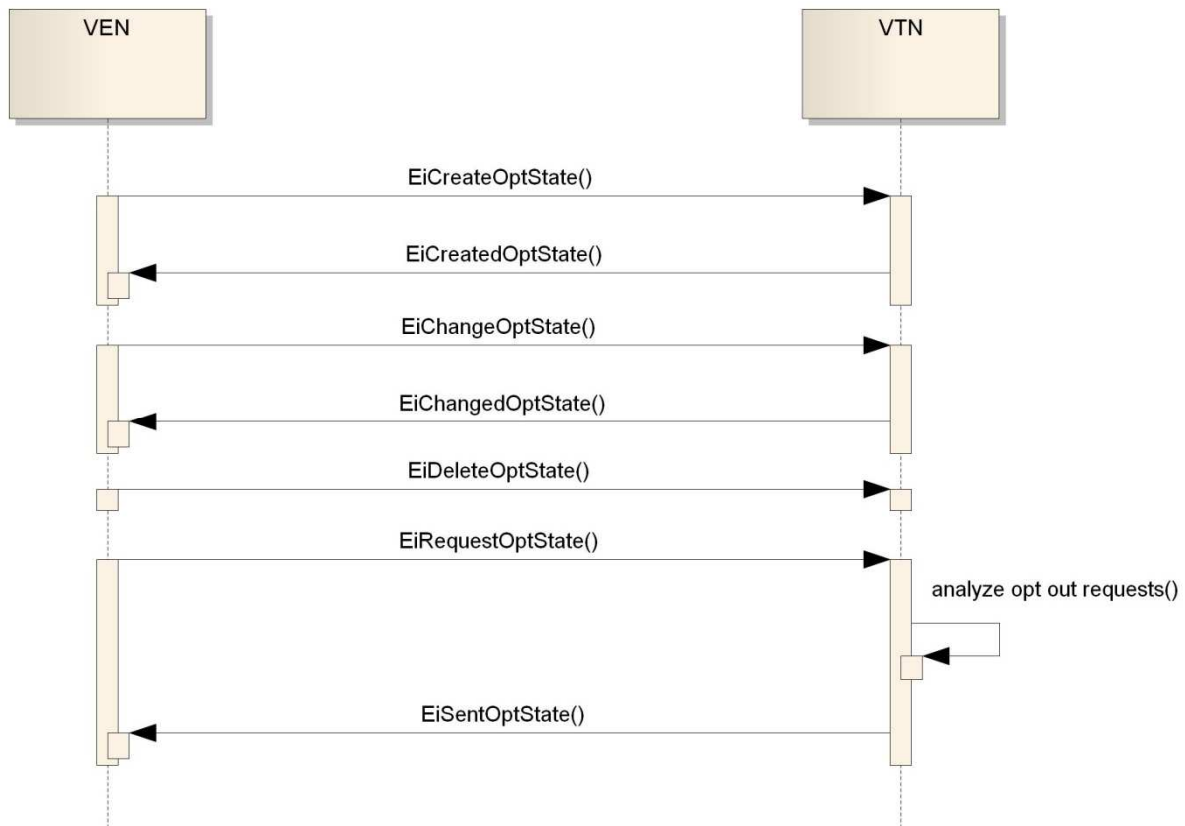 VEN
VTN
EiCreateOptState()
EiCreatedOptState()
EiChangeOptState()
EiChangedOptState()
EiDeleteOptState()
EiRequestOptState()
analyze opt out requests()
EiSentOptState()